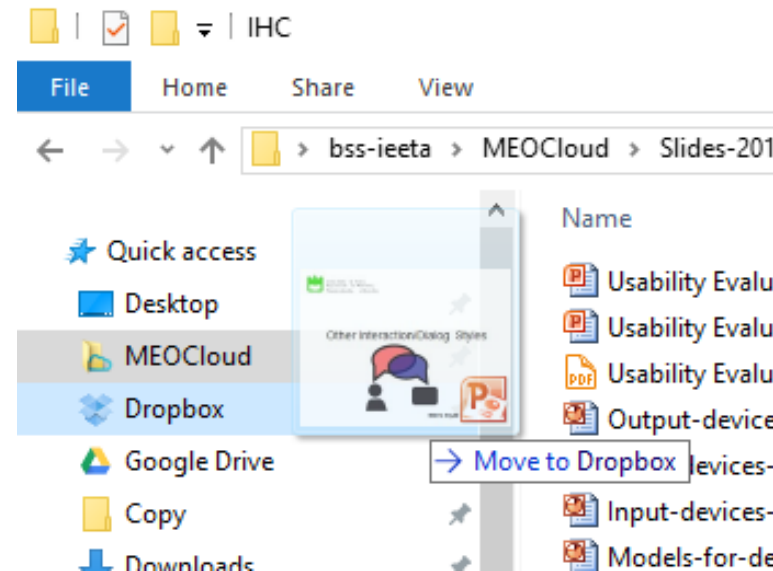 IHC
File Home Share View
bss-ieeta > MEOCloud > Slides-201
Name
Quick access
Desktop
MEOCloud
Dropbox
Google Drive
Copy
Downloads
Other Interaction/Dialog Styles
Move to Dropbox
Usability Evalu
Usability Evalu
PDF Usability Evalu
Output-device
levices-
Input-devices-
Models-for-de